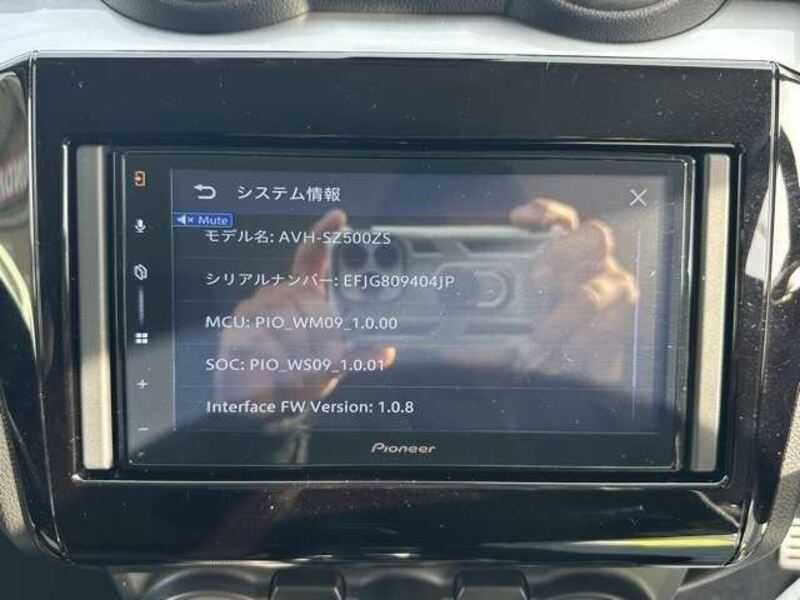 システム情報
Mute
モデル名: AVH-SZ500ZS
シリアルナンバー: EFJG809404JP
MCU: PIO_WM09_1.0.00
SOC: PIO_WS09_1.0.01
Interface FW Version: 1.0.8
Pioneer